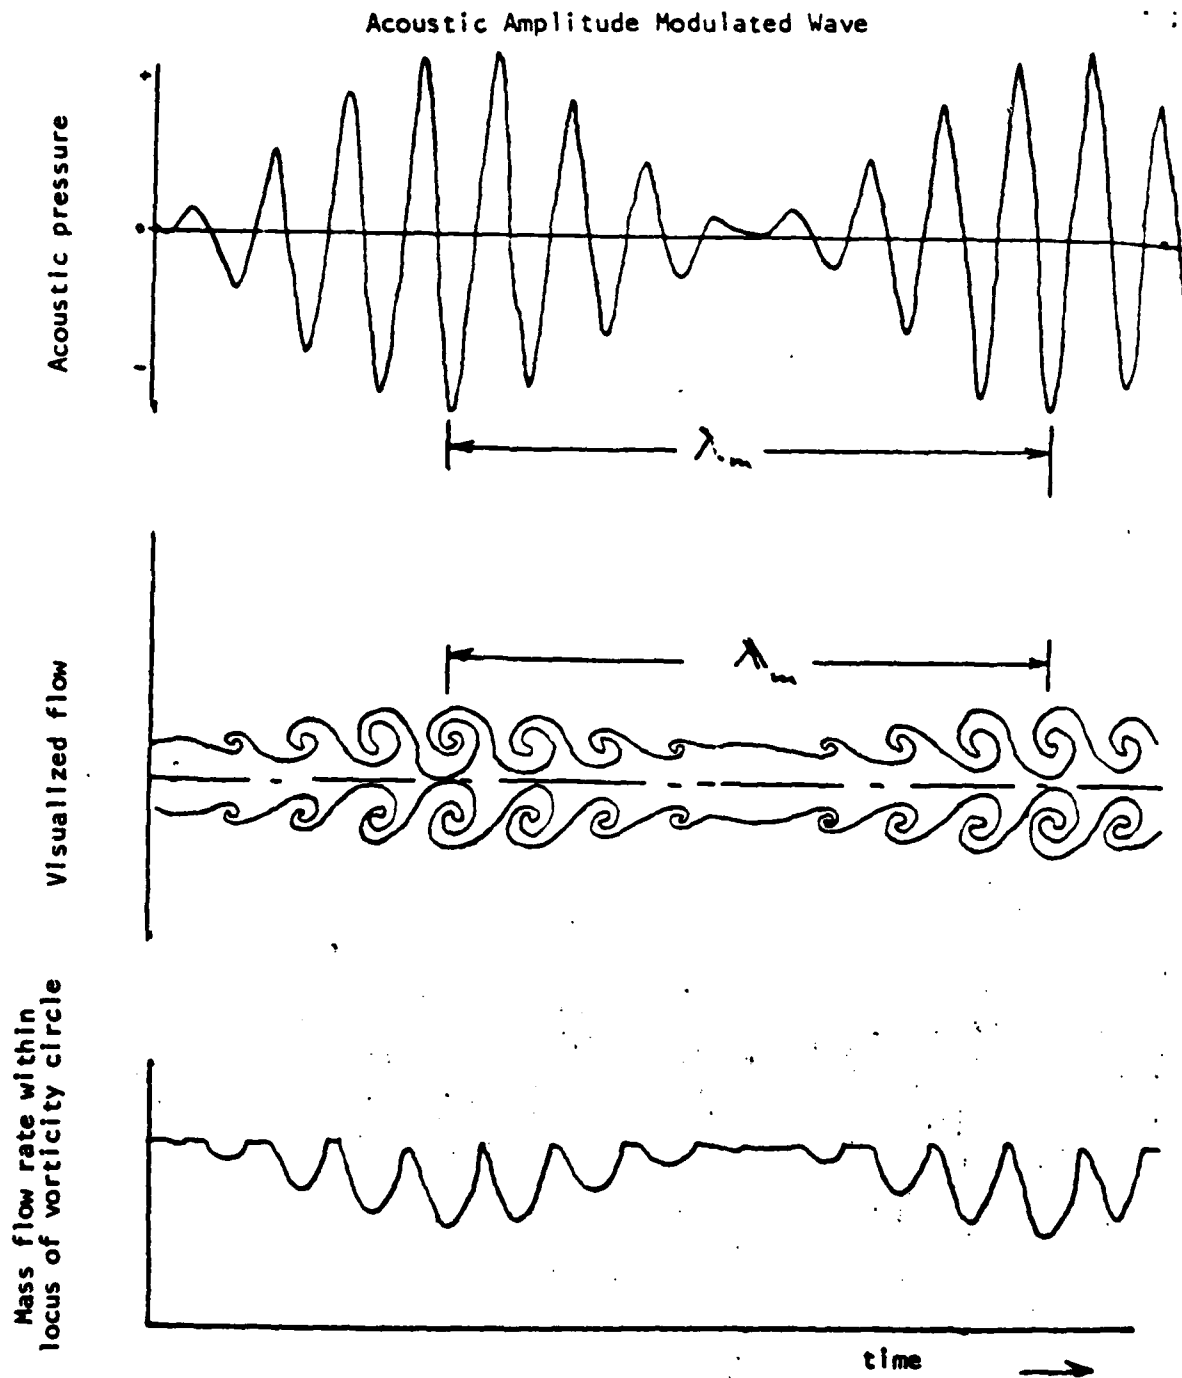 Acoustic Amplitude Modulated Wave
Acoustic pressure
+
0
-
λm
Visualized flow
λm
Mass flow rate within
locus of vorticity circle
time